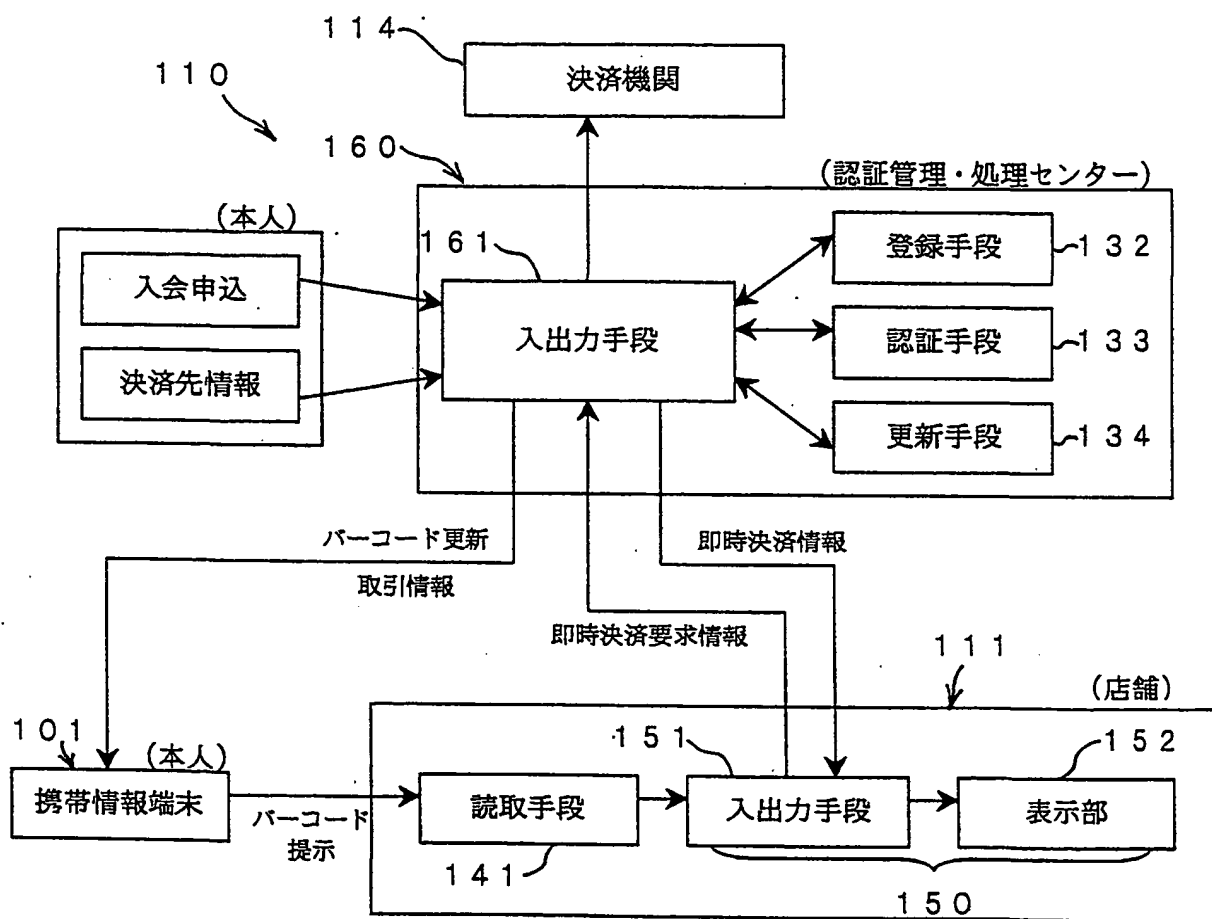 114
決済機関
110
160
(認証管理・処理センター)
(本人)
入会申込
決済先情報
161
入出力手段
登録手段
132
認証手段
133
更新手段
134
バーコード更新
取引情報
即時決済情報
即時決済要求情報
111
(店舗)
101
(本人)
携帯情報端末
バーコード
提示
読取手段
141
151
入出力手段
152
表示部
150